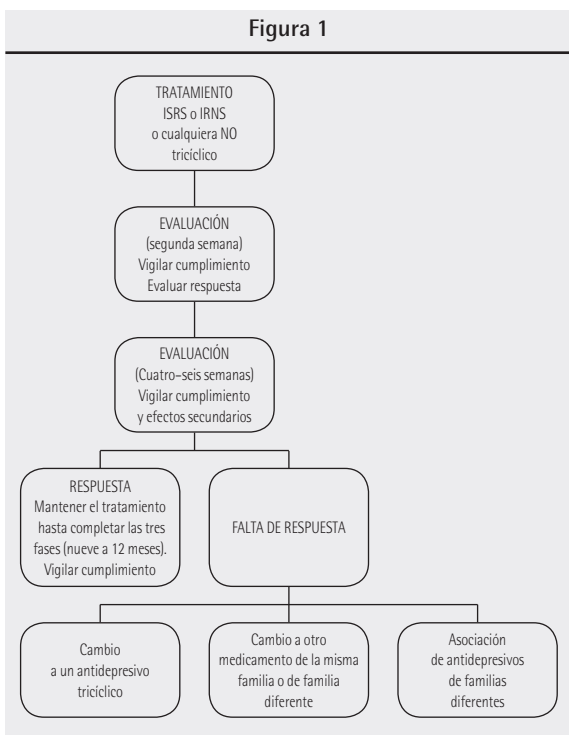 Figura 1
TRATAMIENTO
ISRS o IRNS
o cualquiera NO
tricíclico
EVALUACIÓN
(segunda semana)
Vigilar cumplimiento
Evaluar respuesta
EVALUACIÓN
(Cuatro-seis semanas)
Vigilar cumplimiento
y efectos secundarios
RESPUESTA
Mantener el tratamiento
hasta completar las tres
fases (nueve a 12 meses).
Vigilar cumplimiento
FALTA DE RESPUESTA
Cambio
a un antidepresivo
tricíclico
Cambio a otro
medicamento de la misma
familia o de familia
diferente
Asociación
de antidepresivos
de familias
diferentes